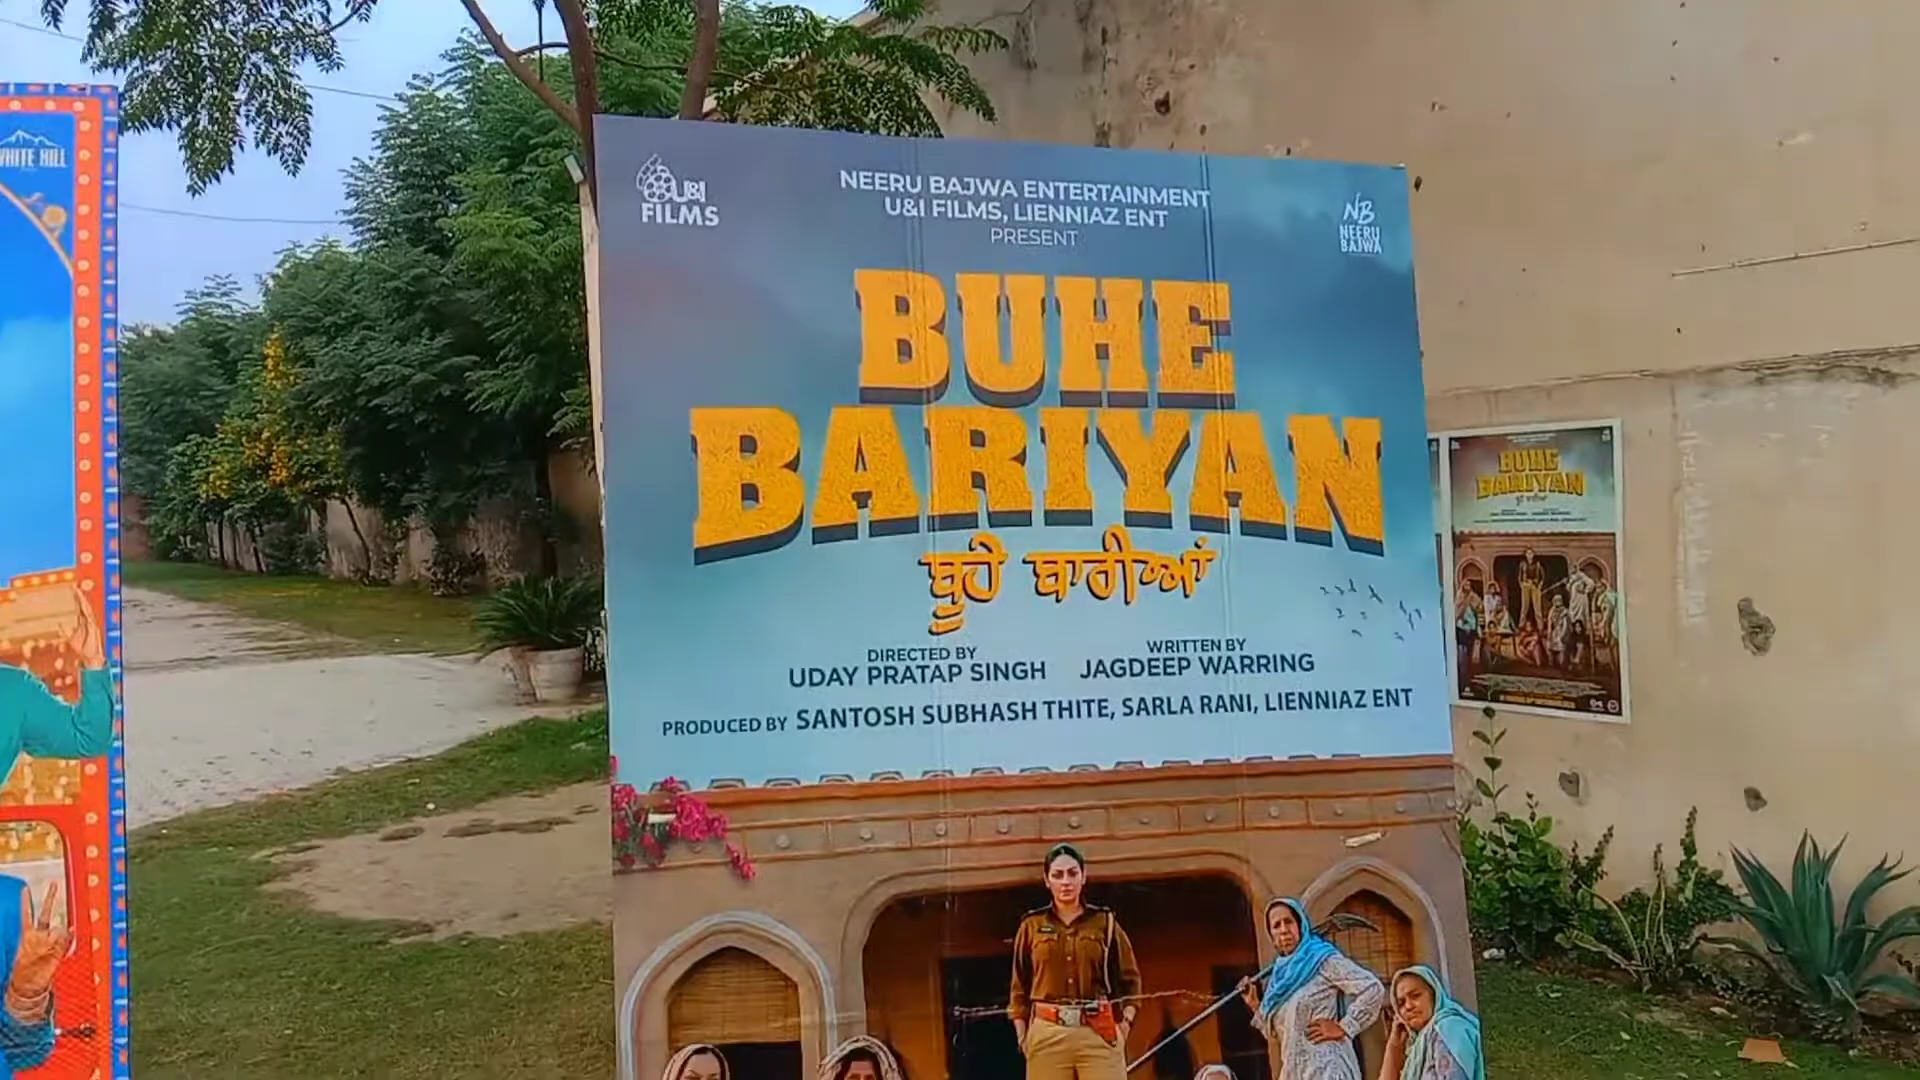 WHITE HILL
U&I
FILMS
NEERU BAJWA ENTERTAINMENT
U&I FILMS, LIENNIAZ ENT
PRESENT
NB
NEERU
BAJWA
BUHE
BARIYAN
ਬੂਹੇ ਬਾਰੀਆਂ
DIRECTED BY
UDAY PRATAP SINGH
WRITTEN BY
JAGDEEP WARRING
PRODUCED BY SANTOSH SUBHASH THITE, SARLA RANI, LIENNIAZ ENT
BUHE
BARIYAN
ਬੂਹੇ ਬਾਰੀਆਂ